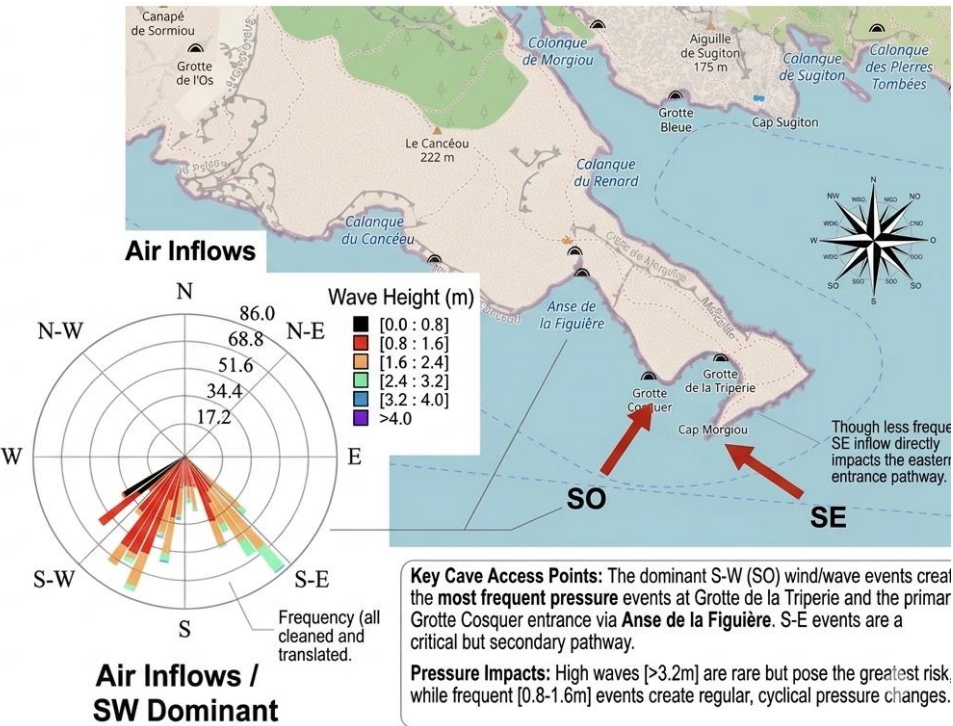 Canapé
de Sormiou
Grotte
de l'Os
Calonque
de Morgiou
Aiguille
de Sugiton
175 m
Calanque
de Sugiton
Calonque
des Plerres
Tombées
Grotte
Bleue
Cap Sugiton
Le Cancéou
222 m
Calanque
du Renard
Calanque
du Cancéeu
N
NW
NO
W
O
SO
SO
S
Anse de
la Figuière
Grotte
de la Triperie
Grotte
Cosquer
Cap Morgiou
SO
SE
Though less freque
SE inflow directly
impacts the eastern
entrance pathway.
Air Inflows
N
N-W
N-E
W
E
S-W
S-E
S
86.0
68.8
51.6
34.4
17.2
Wave Height (m)
[0.0 : 0.8]
[0.8 : 1.6]
[1.6 : 2.4]
[2.4 : 3.2]
[3.2 : 4.0]
>4.0
Frequency (all
cleaned and
translated.
Air Inflows /
SW Dominant
Key Cave Access Points: The dominant S-W (SO) wind/wave events creat
the most frequent pressure events at Grotte de la Triperie and the primar
Grotte Cosquer entrance via Anse de la Figuière. S-E events are a
critical but secondary pathway.
Pressure Impacts: High waves [>3.2m] are rare but pose the greatest risk,
while frequent [0.8-1.6m] events create regular, cyclical pressure changes.